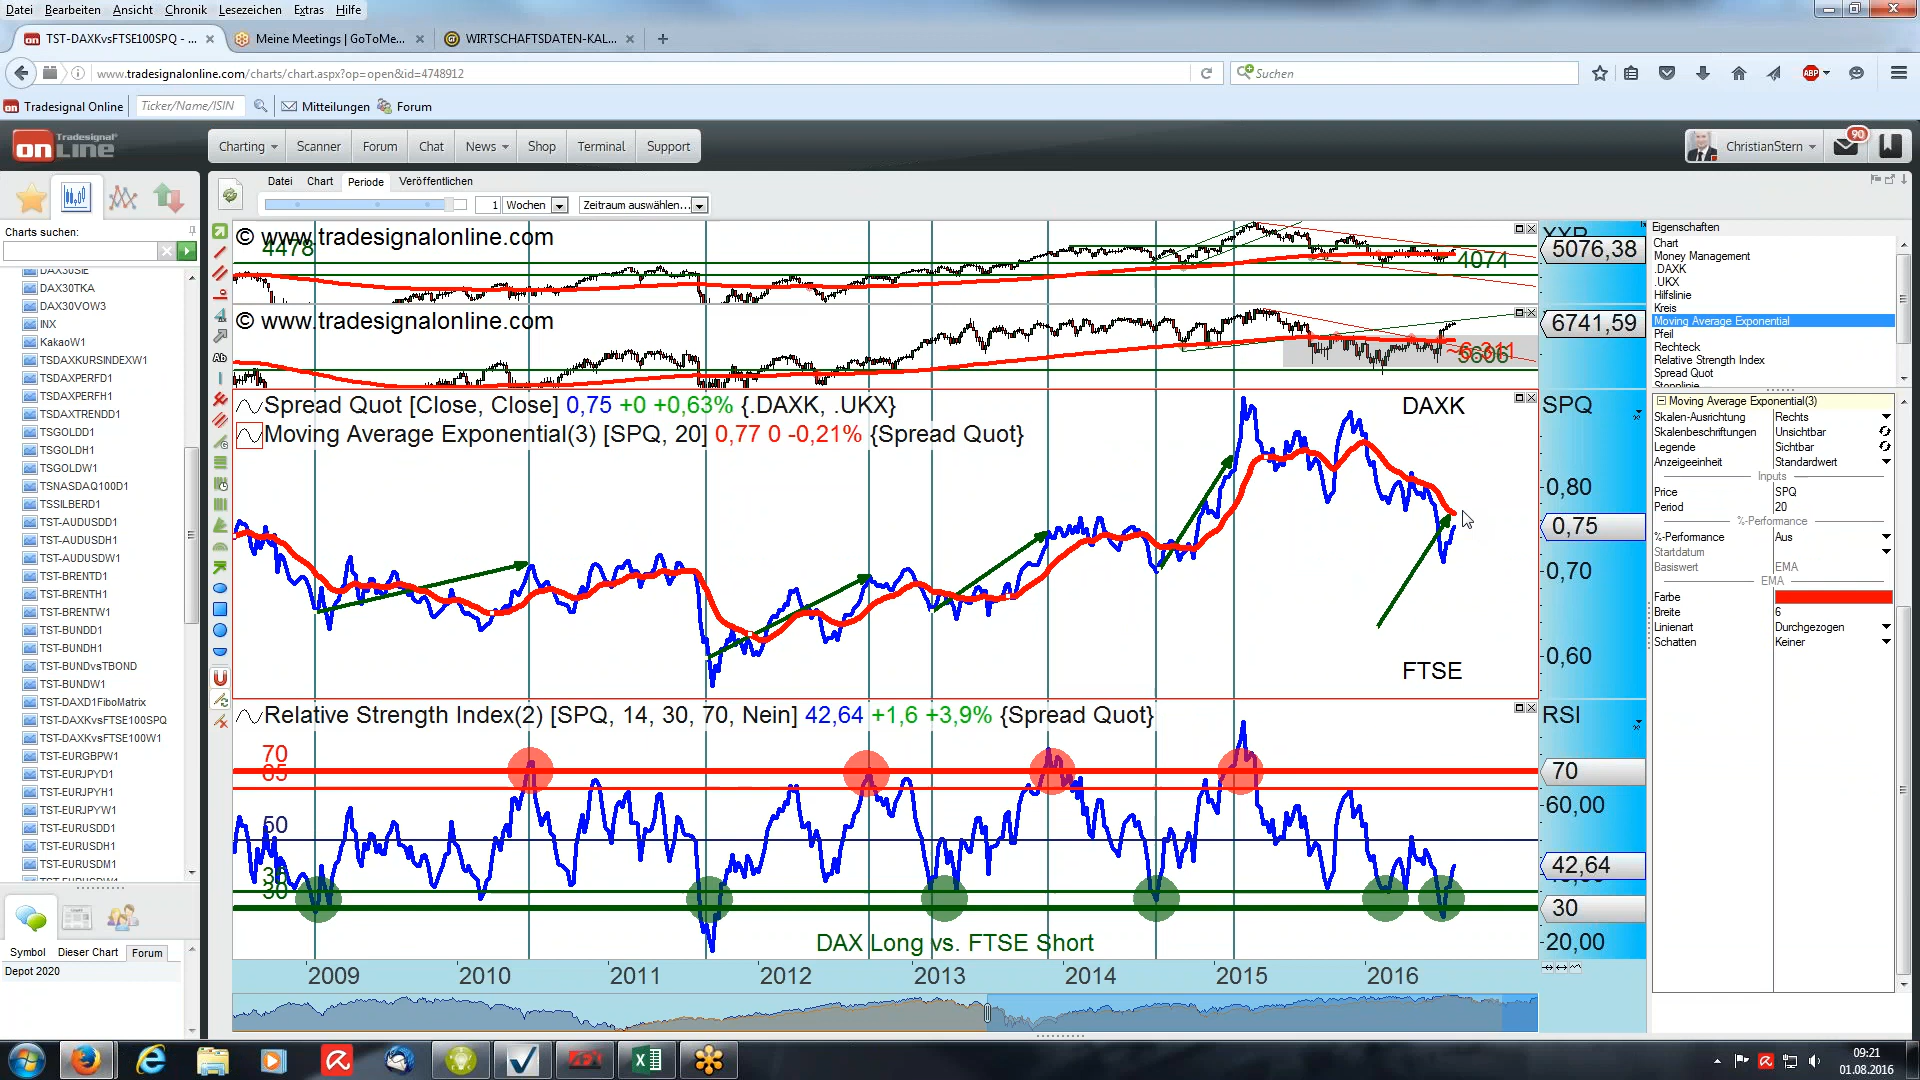 Datei Bearbeiten Ansicht Chronik Lesezeichen Extras Hilfe
TST-DAXKvsFTSE100SPQ - ... Meine Meetings | GoToMe... WIRTSCHAFTSDATEN-KAL...
www.tradesignalonline.com/charts/chart.aspx?op=open&id=4748912 Suchen ABP
on Tradesignal Online Ticker/Name/ISIN Mitteilungen Forum
Tradesignal
on LINE
Charting Scanner Forum Chat News Shop Terminal Support ChristianStern 90
Datei Chart Periode Veröffentlichen
1 Wochen Zeitraum auswählen...
Charts suchen:
DAX30SIE
DAX30TKA
DAX30VOW3
INX
KakaoW1
TSDAXKURSINDEXW1
TSDAXPERFD1
TSDAXPERFH1
TSDAXTRENDD1
TSGOLDD1
TSGOLDH1
TSGOLDW1
TSNASDAQ100D1
TSSILBERD1
TST-AUDUSDD1
TST-AUDUSDH1
TST-AUDUSDW1
TST-BRENTD1
TST-BRENTH1
TST-BRENTW1
TST-BUNDD1
TST-BUNDH1
TST-BUNDvsTBOND
TST-BUNDW1
TST-DAXD1FiboMatrix
TST-DAXKvsFTSE100SPQ
TST-DAXKvsFTSE100W1
TST-EURGBPW1
TST-EURJPYD1
TST-EURJPYH1
TST-EURJPYW1
TST-EURUSDD1
TST-EURUSDH1
TST-EURUSDM1
Symbol Dieser Chart Forum
Depot 2020
Ab
© www.tradesignalonline.com
4478
4074
5076,38
© www.tradesignalonline.com
6741,59
Spread Quot [Close, Close] 0,75 +0 +0,63% {.DAXK, .UKX}
Moving Average Exponential(3) [SPQ, 20] 0,77 0 -0,21% {Spread Quot}
DAXK
FTSE
SPQ
0,80
0,75
0,70
0,60
Relative Strength Index(2) [SPQ, 14, 30, 70, Nein] 42,64 +1,6 +3,9% {Spread Quot}
70
50
30
DAX Long vs. FTSE Short
RSI
70
60,00
42,64
30
20,00
2009 2010 2011 2012 2013 2014 2015 2016
Eigenschaften
Chart
Money Management
.DAXK
.UKX
Hilfslinie
Kreis
Moving Average Exponential
Pfeil
Rechteck
Relative Strength Index
Spread Quot
Moving Average Exponential(3)
Skalen-Ausrichtung Rechts
Skalenbeschriftungen Unsichtbar
Legende Sichtbar
Anzeigeeinheit Standardwert
Inputs
Price SPQ
Period 20
%-Performance
%-Performance Aus
Startdatum
Basiswert EMA
EMA
Farbe
Breite 6
Linienart Durchgezogen
Schatten Keiner
09:21
01.08.2016